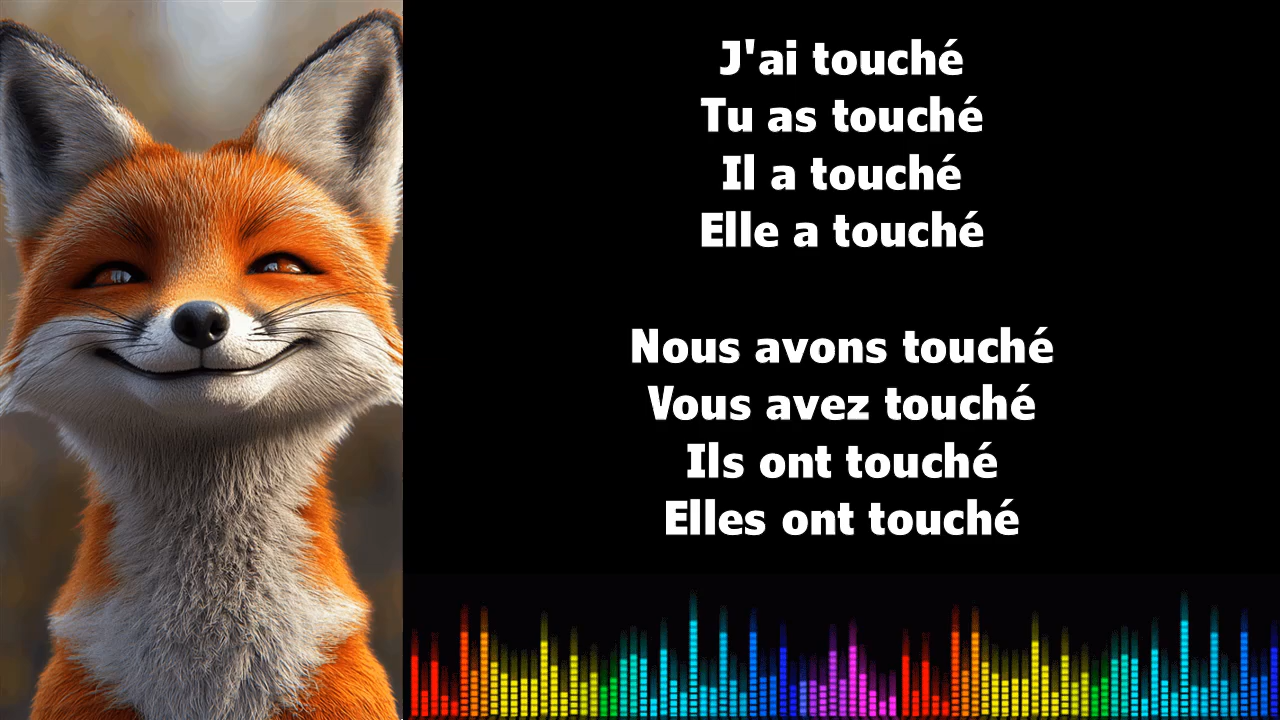 J'ai touché
Tu as touché
Il a touché
Elle a touché
Nous avons touché
Vous avez touché
Ils ont touché
Elles ont touché